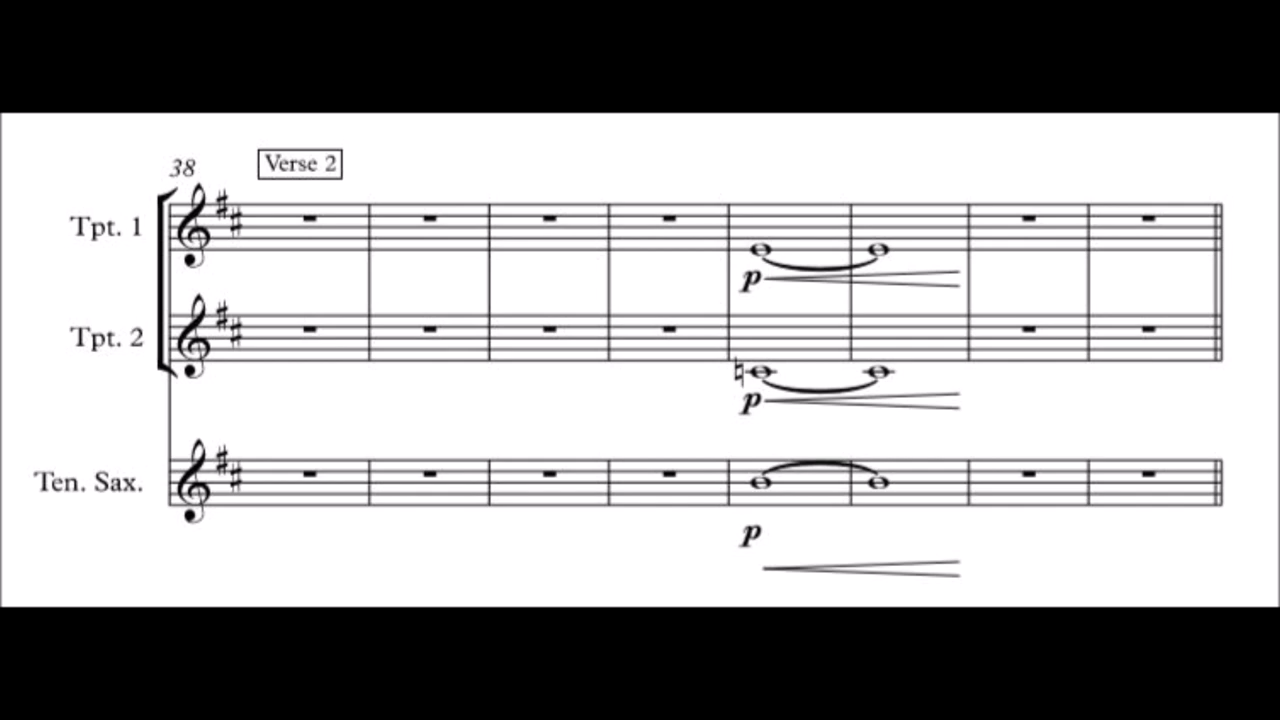 38
Verse 2
Tpt. 1
p
Tpt. 2
p
Ten. Sax.
p